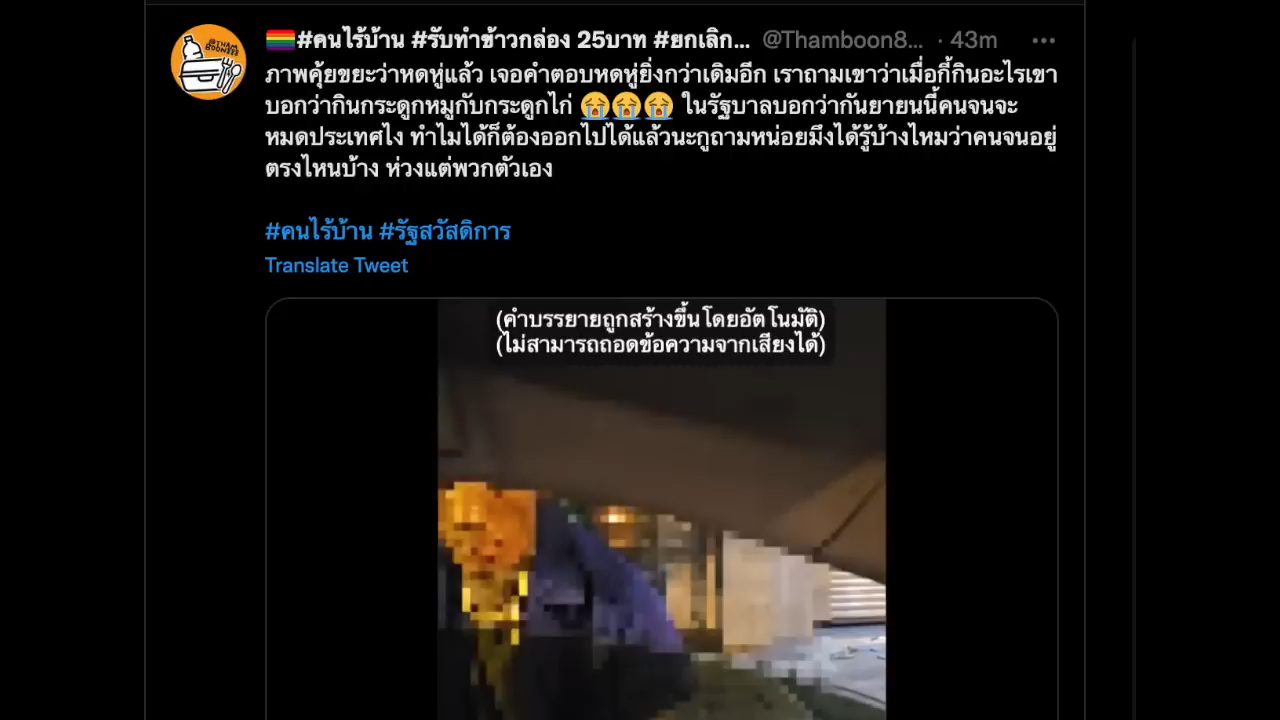 #คนไร้บ้าน #รับทำข้าวกล่อง 25บาท #ยกเลิก... @Thamboon8... · 43m
ภาพคุ้ยขยะว่าหดหู่แล้ว เจอคำตอบหดหู่ยิ่งกว่าเดิมอีก เราถามเขาว่าเมื่อกี้กินอะไรเขา
บอกว่ากินกระดูกหมูกับกระดูกไก่ 😭😭😭 ในรัฐบาลบอกว่ากันยายนนี้คนจนจะ
หมดประเทศไง ทำไมได้ก็ต้องออกไปได้แล้วนะกูถามหน่อยมึงได้รู้บ้างไหมว่าคนจนอยู่
ตรงไหนบ้าง ห่วงแต่พวกตัวเอง
#คนไร้บ้าน #รัฐสวัสดิการ
Translate Tweet
(คำบรรยายถูกสร้างขึ้นโดยอัตโนมัติ)
(ไม่สามารถถอดข้อความจากเสียงได้)